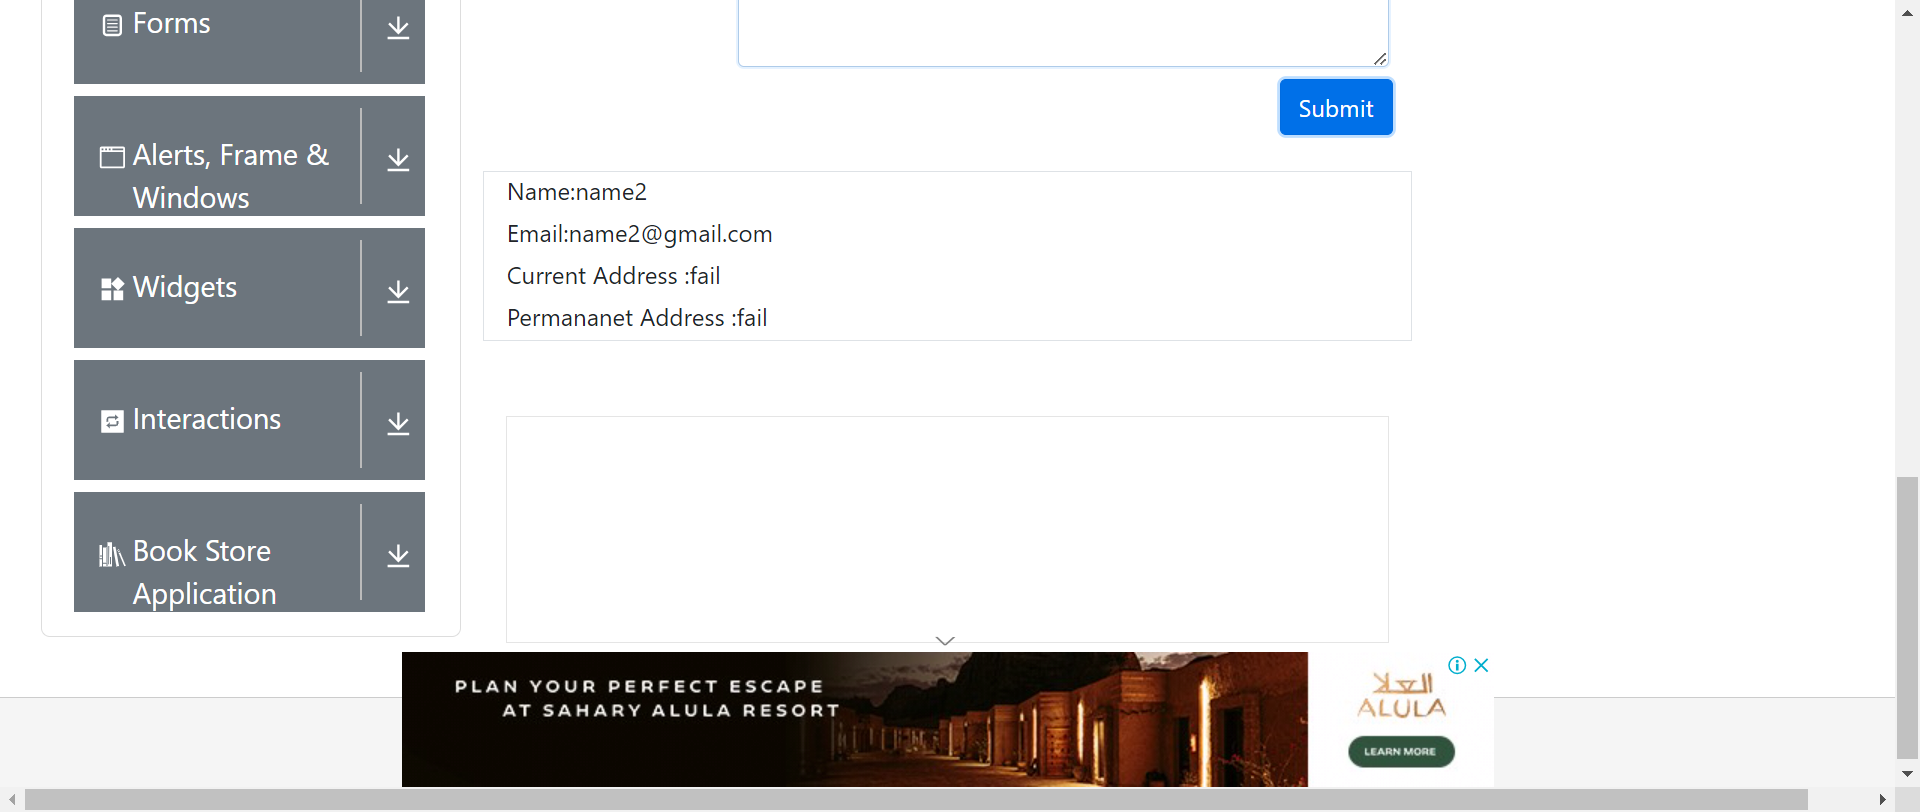 Forms
Alerts, Frame &
Windows
Widgets
Interactions
Book Store
Application
Submit
Name:name2
Email:name2@gmail.com
Current Address :fail
Permananet Address :fail
PLAN YOUR PERFECT ESCAPE
AT SAHARY ALULA RESORT
العلا
ALULA
LEARN MORE